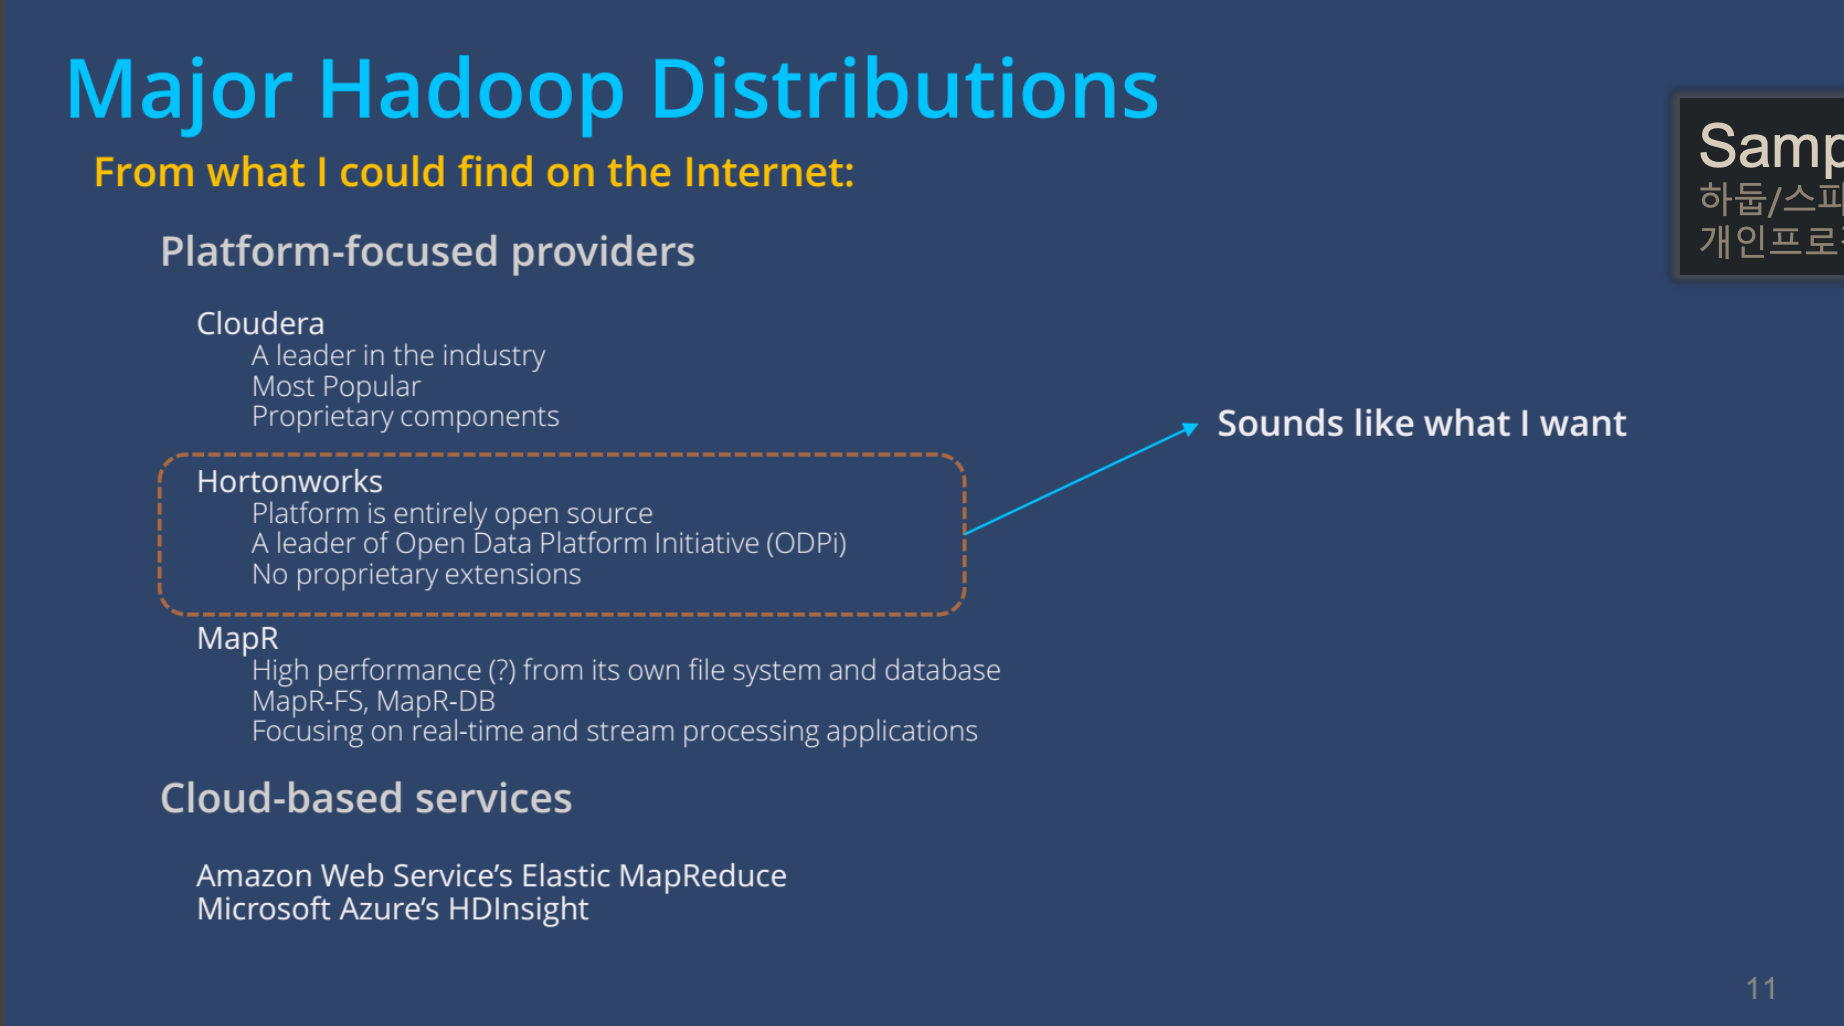 Major Hadoop Distributions
From what I could find on the Internet:
Platform-focused providers
Cloudera
A leader in the industry
Most Popular
Proprietary components
Hortonworks
Platform is entirely open source
A leader of Open Data Platform Initiative (ODPi)
No proprietary extensions
Sounds like what I want
MapR
High performance (?) from its own file system and database
MapR-FS, MapR-DB
Focusing on real-time and stream processing applications
Cloud-based services
Amazon Web Service’s Elastic MapReduce
Microsoft Azure’s HDInsight
하둡/스파
개인프로
11